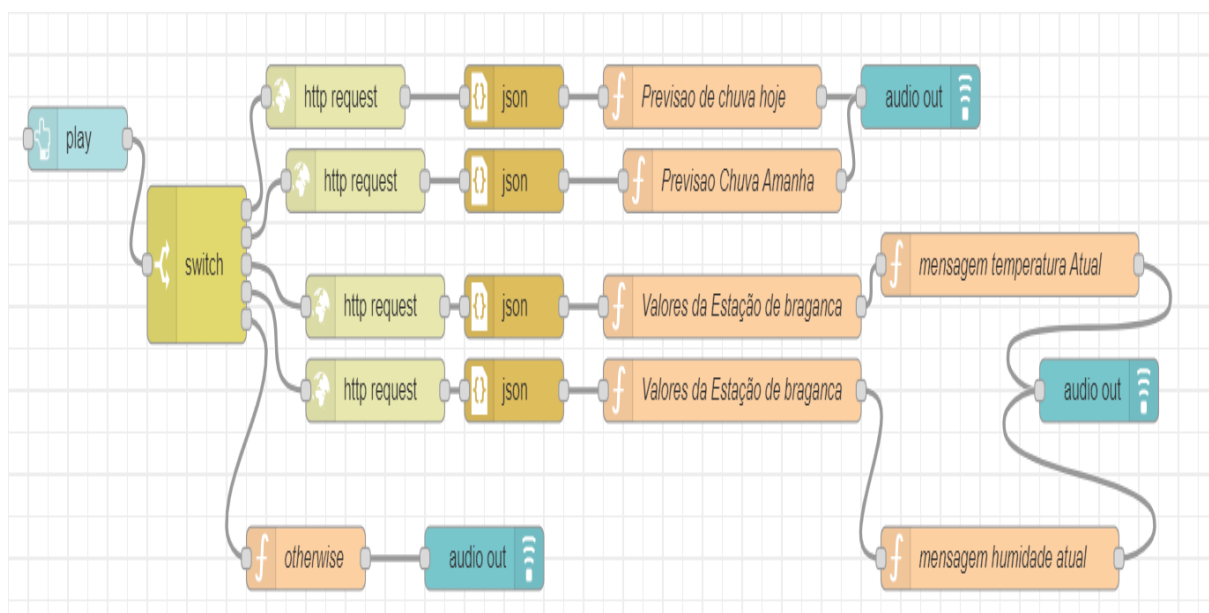 http request
json
Previsao de chuva hoje
audio out
play
http request
json
Previsao Chuva Amanha
switch
mensagem temperatura Atual
http request
json
Valores da Estação de braganca
http request
json
Valores da Estação de braganca
audio out
otherwise
audio out
mensagem humidade atual